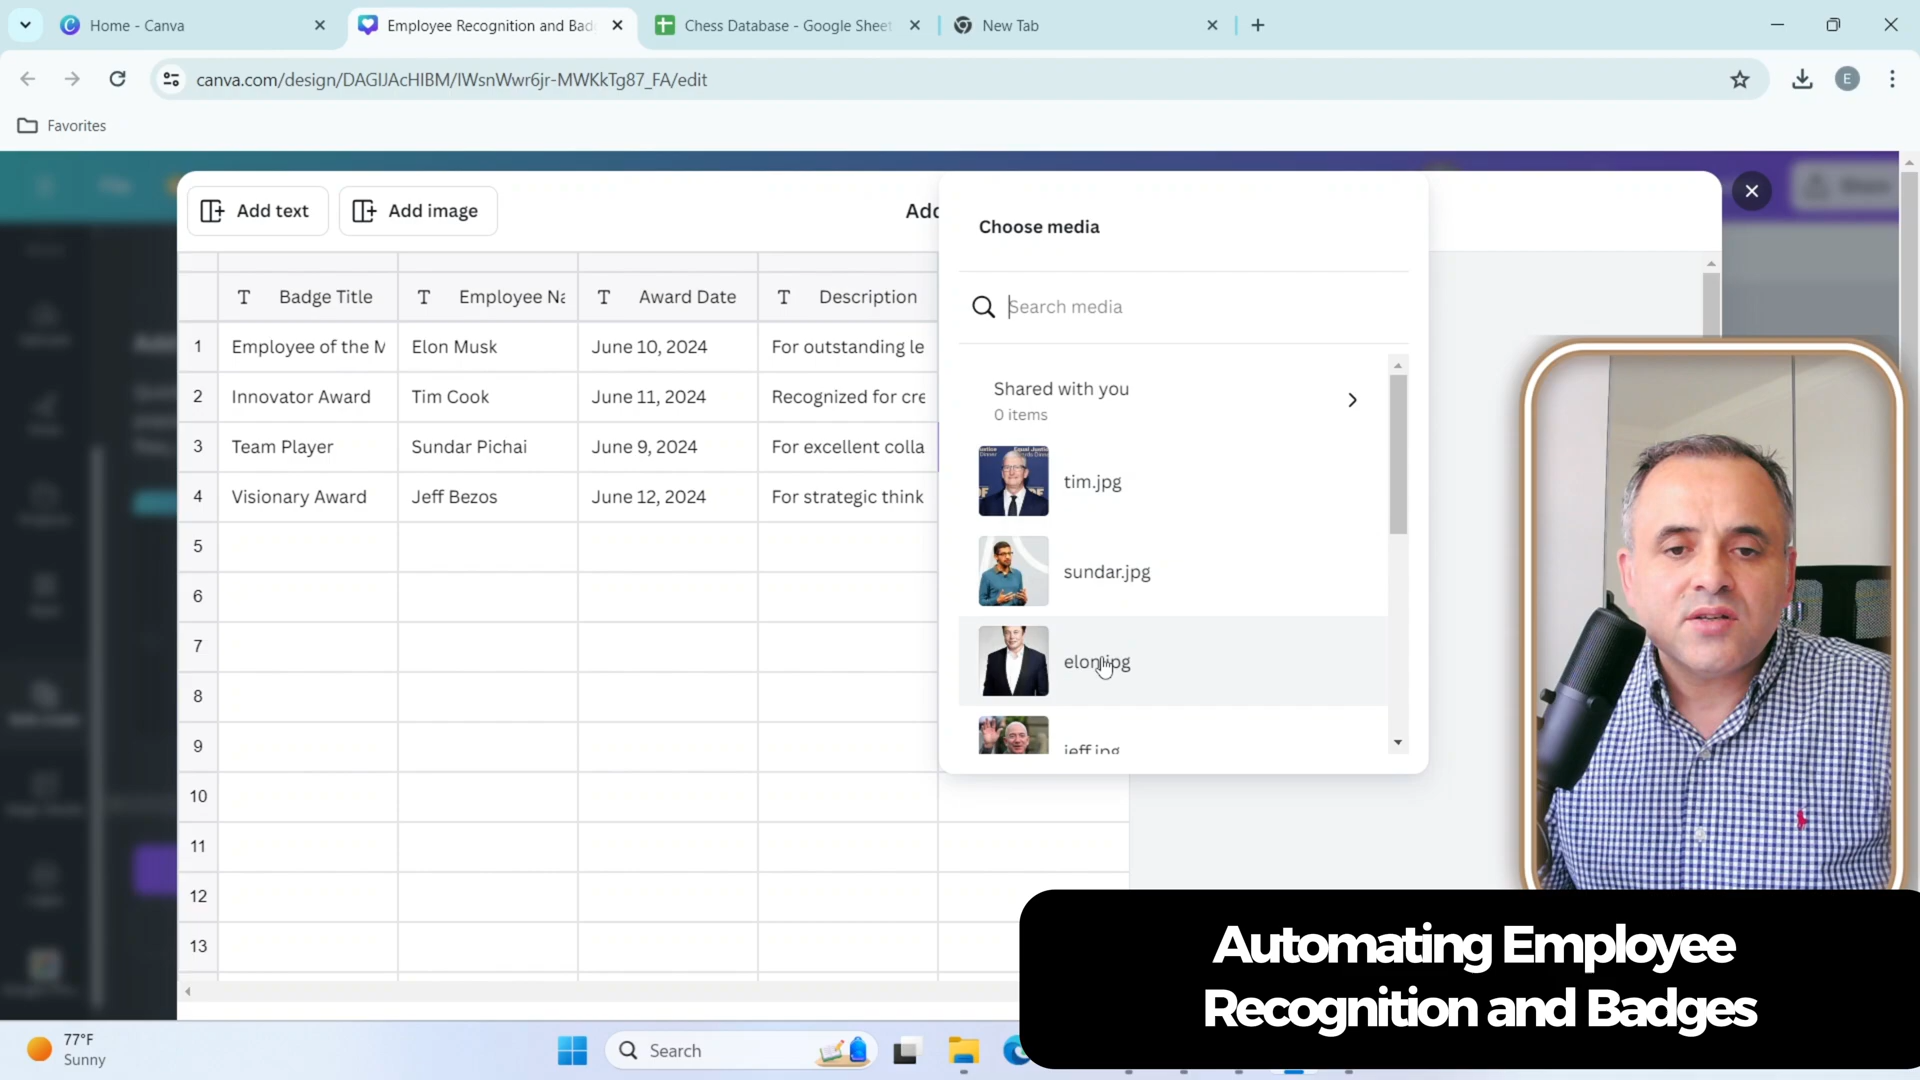 Home - Canva
Employee Recognition and Bad
Chess Database - Google Sheet
New Tab
canva.com/design/DAGIJAcHIBM/IWsnWwr6jr-MWKkTg87_FA/edit
E
Favorites
Add text
Add image
Add
Choose media
Search media
Badge Title
Employee Na
Award Date
Description
1
Employee of the M
Elon Musk
June 10, 2024
For outstanding le
2
Innovator Award
Tim Cook
June 11, 2024
Recognized for cre
3
Team Player
Sundar Pichai
June 9, 2024
For excellent colla
4
Visionary Award
Jeff Bezos
June 12, 2024
For strategic think
5
6
7
8
9
10
11
12
13
Shared with you
0 items
tim.jpg
sundar.jpg
elon.jpg
jeff.jpg
Automating Employee
Recognition and Badges
77°F
Sunny
Search